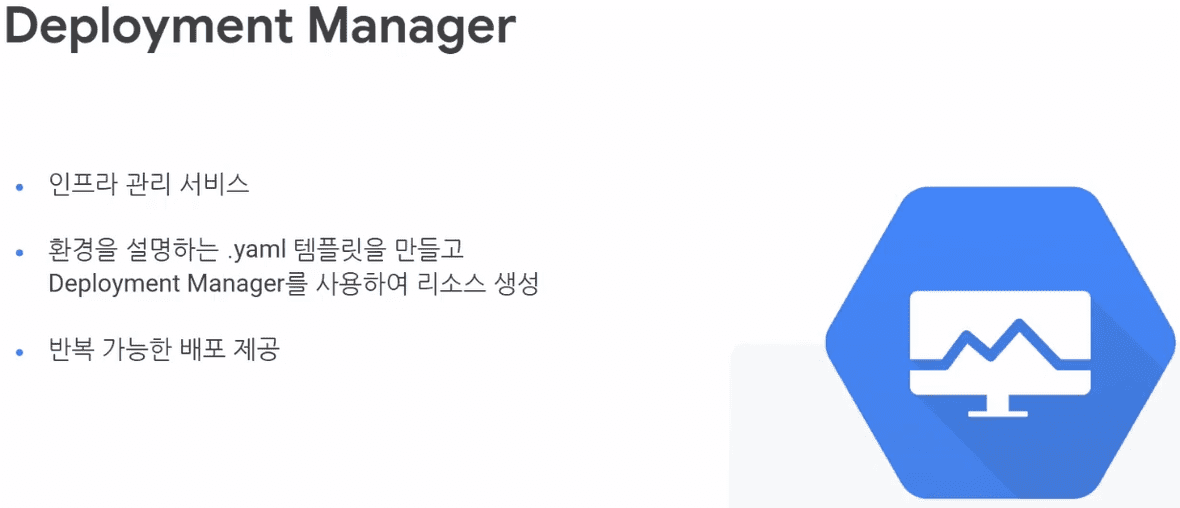 Deployment Manager
인프라 관리 서비스
환경을 설명하는 .yaml 템플릿을 만들고
Deployment Manager를 사용하여 리소스 생성
반복 가능한 배포 제공